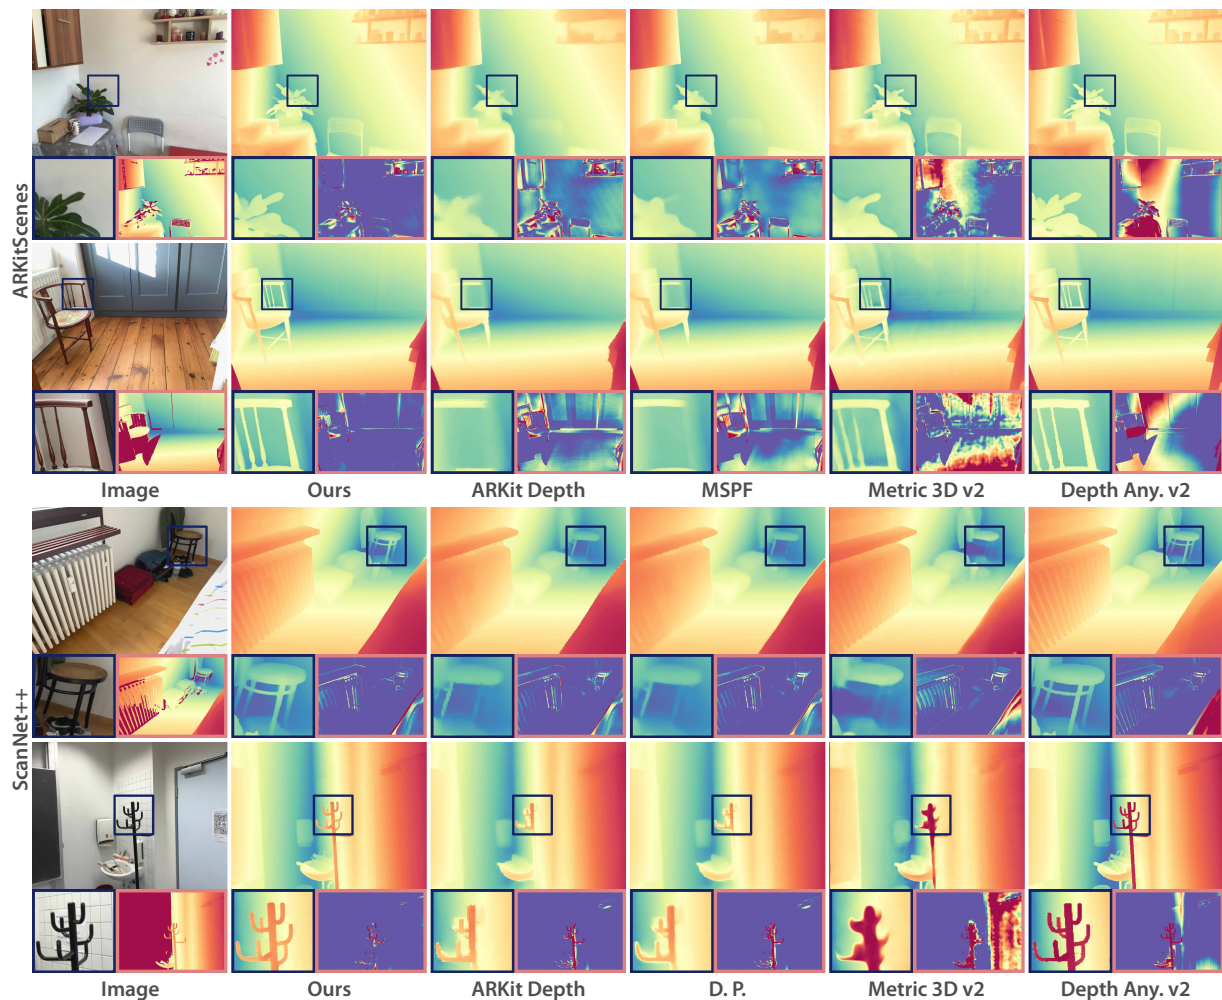 ARKitScenes
Image Ours ARKit Depth MSPF Metric 3D v2 Depth Any. v2
ScanNet++
Image Ours ARKit Depth D. P. Metric 3D v2 Depth Any. v2